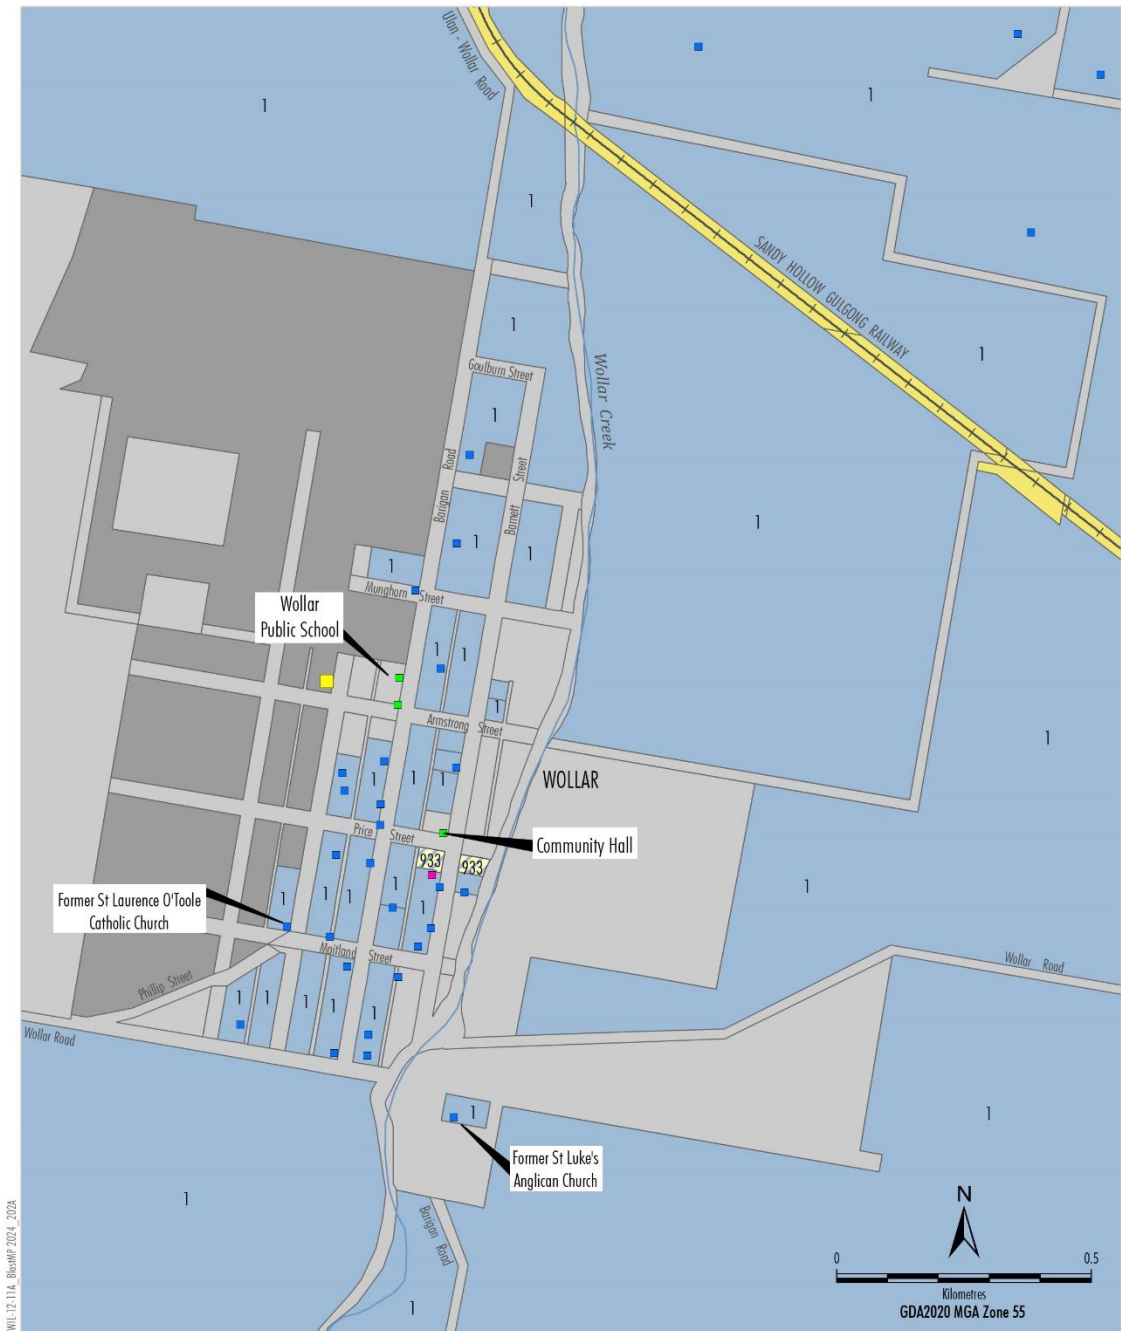 Ulan - Wollar Road
1
1
1
SANDY HOLLOW GULGONG RAILWAY
1
1
Goulburn Street
Wollar Creek
1
Barigan Road
Barnett Street
1
1
1
1
Munghorn Street
Wollar
Public School
1
1
1
Armstrong Street
1
WOLLAR
1
1
1
Price Street
Community Hall
933
933
1
1
1
1
1
1
Former St Laurence O'Toole
Catholic Church
Maitland Street
Phillip Street
Wollar Road
1
1
1
1
1
Wollar Road
1
1
Former St Luke's
Anglican Church
1
Barigan Road
1
N
0
0.5
Kilometres
GDA2020 MGA Zone 55
WIL-12-11A_BlastMP 2024_202A